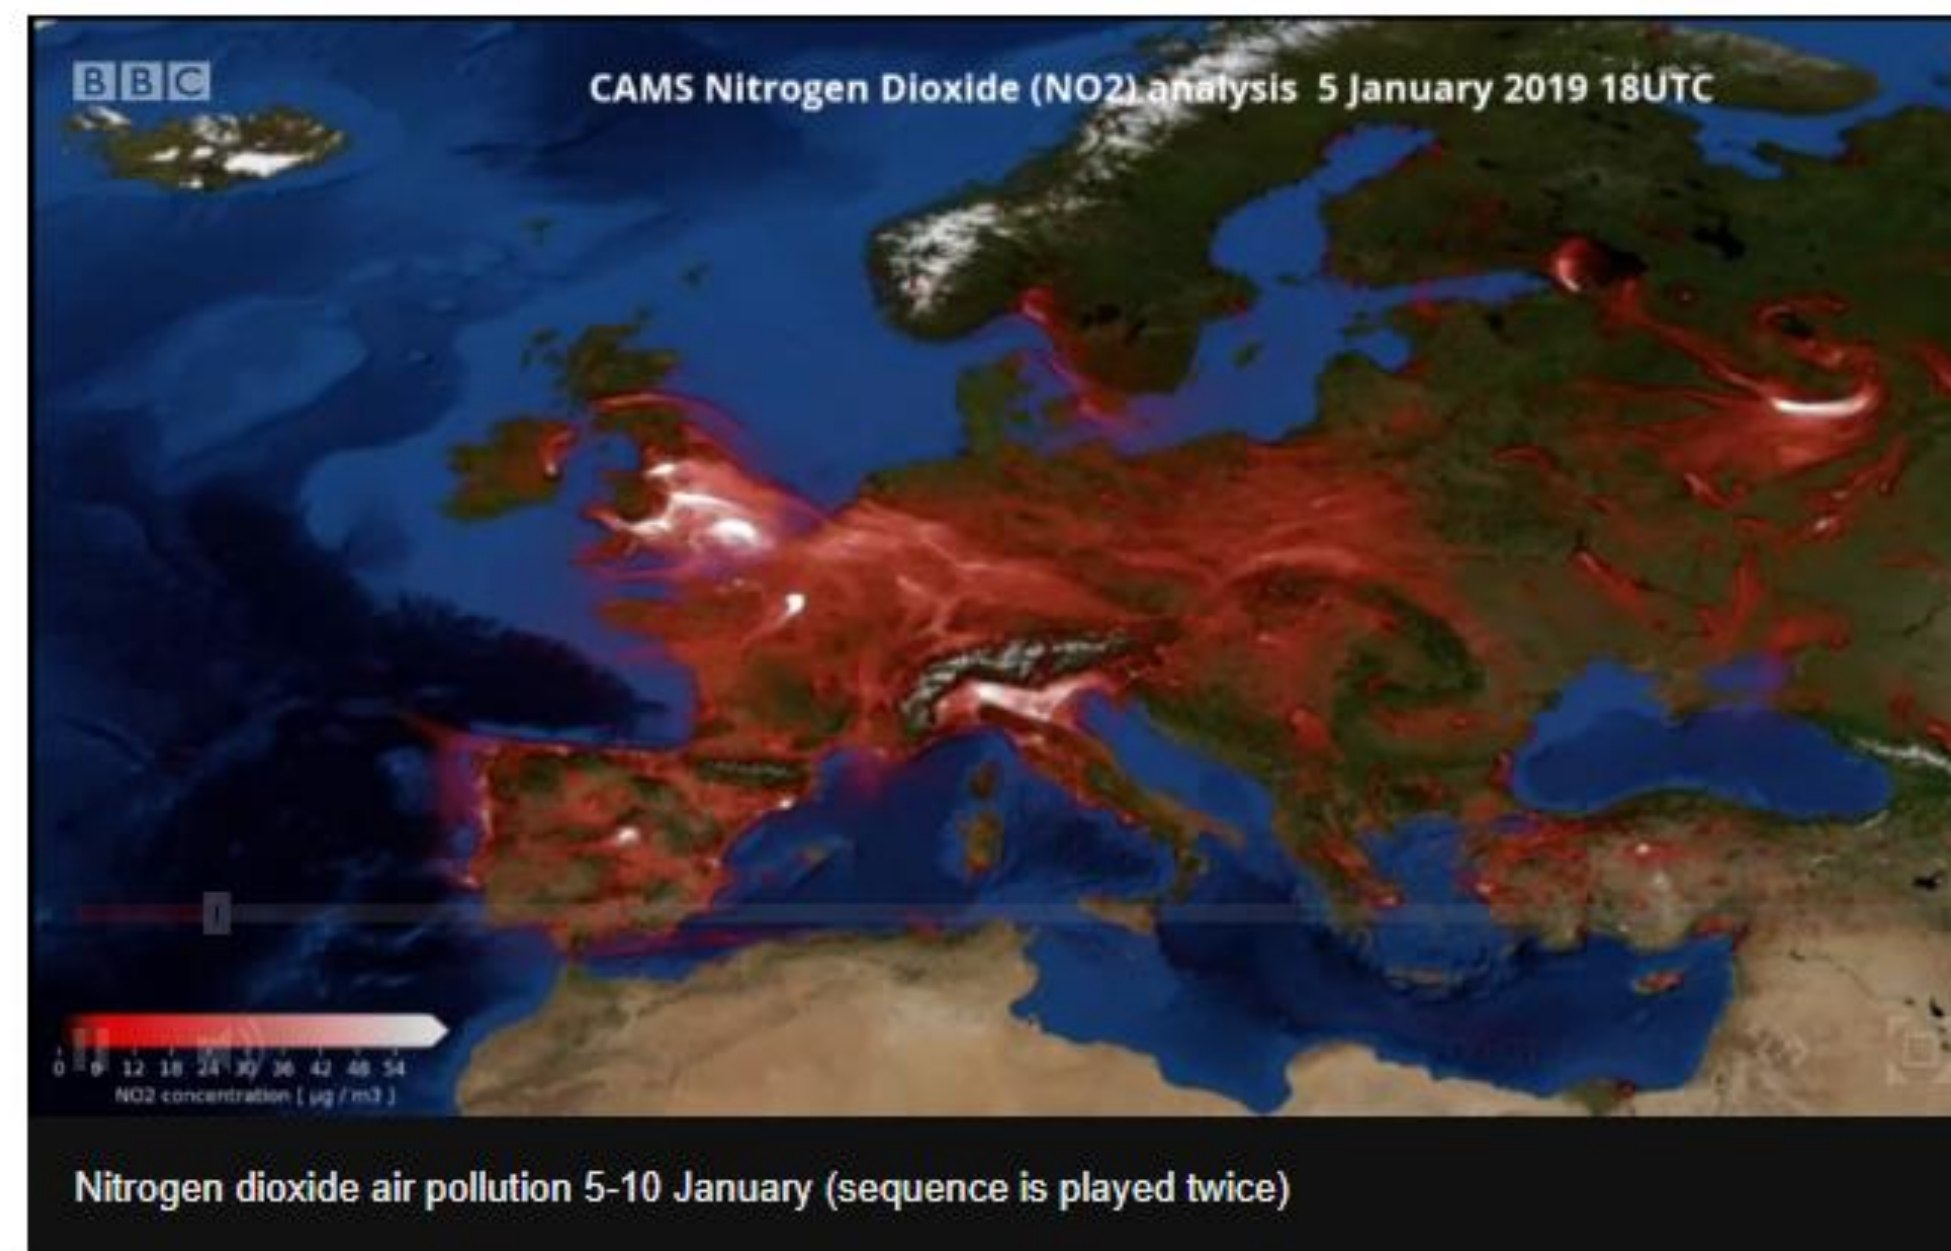 BBC
CAMS Nitrogen Dioxide (NO2) analysis 5 January 2019 18UTC
0 6 12 18 24 30 36 42 48 54
NO2 concentration [ µg / m3 ]
Nitrogen dioxide air pollution 5-10 January (sequence is played twice)